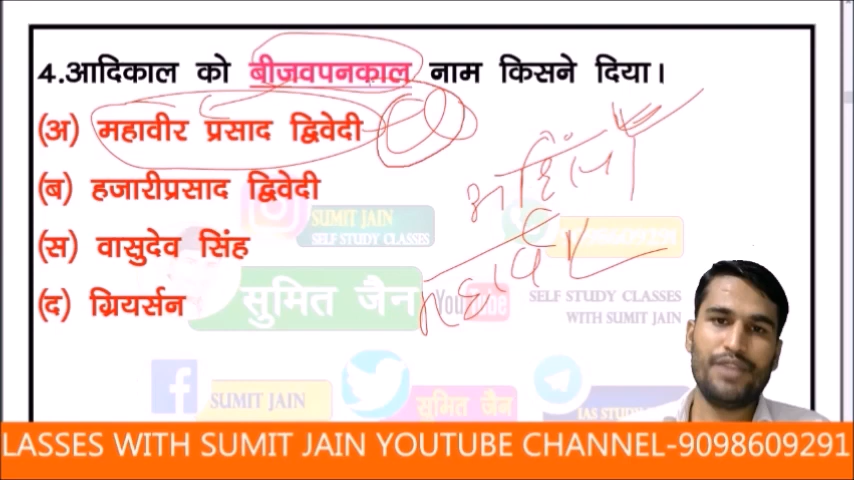 4.आदिकाल को बीजवपनकाल नाम किसने दिया।
(अ) महावीर प्रसाद द्विवेदी
(ब) हजारीप्रसाद द्विवेदी
(स) वासुदेव सिंह
(द) ग्रियर्सन
SUMIT JAIN
SELF STUDY CLASSES
सुमित जैन
YouTube
SELF STUDY CLASSES
WITH SUMIT JAIN
SUMIT JAIN
सुमित जैन
LASSES WITH SUMIT JAIN YOUTUBE CHANNEL-9098609291